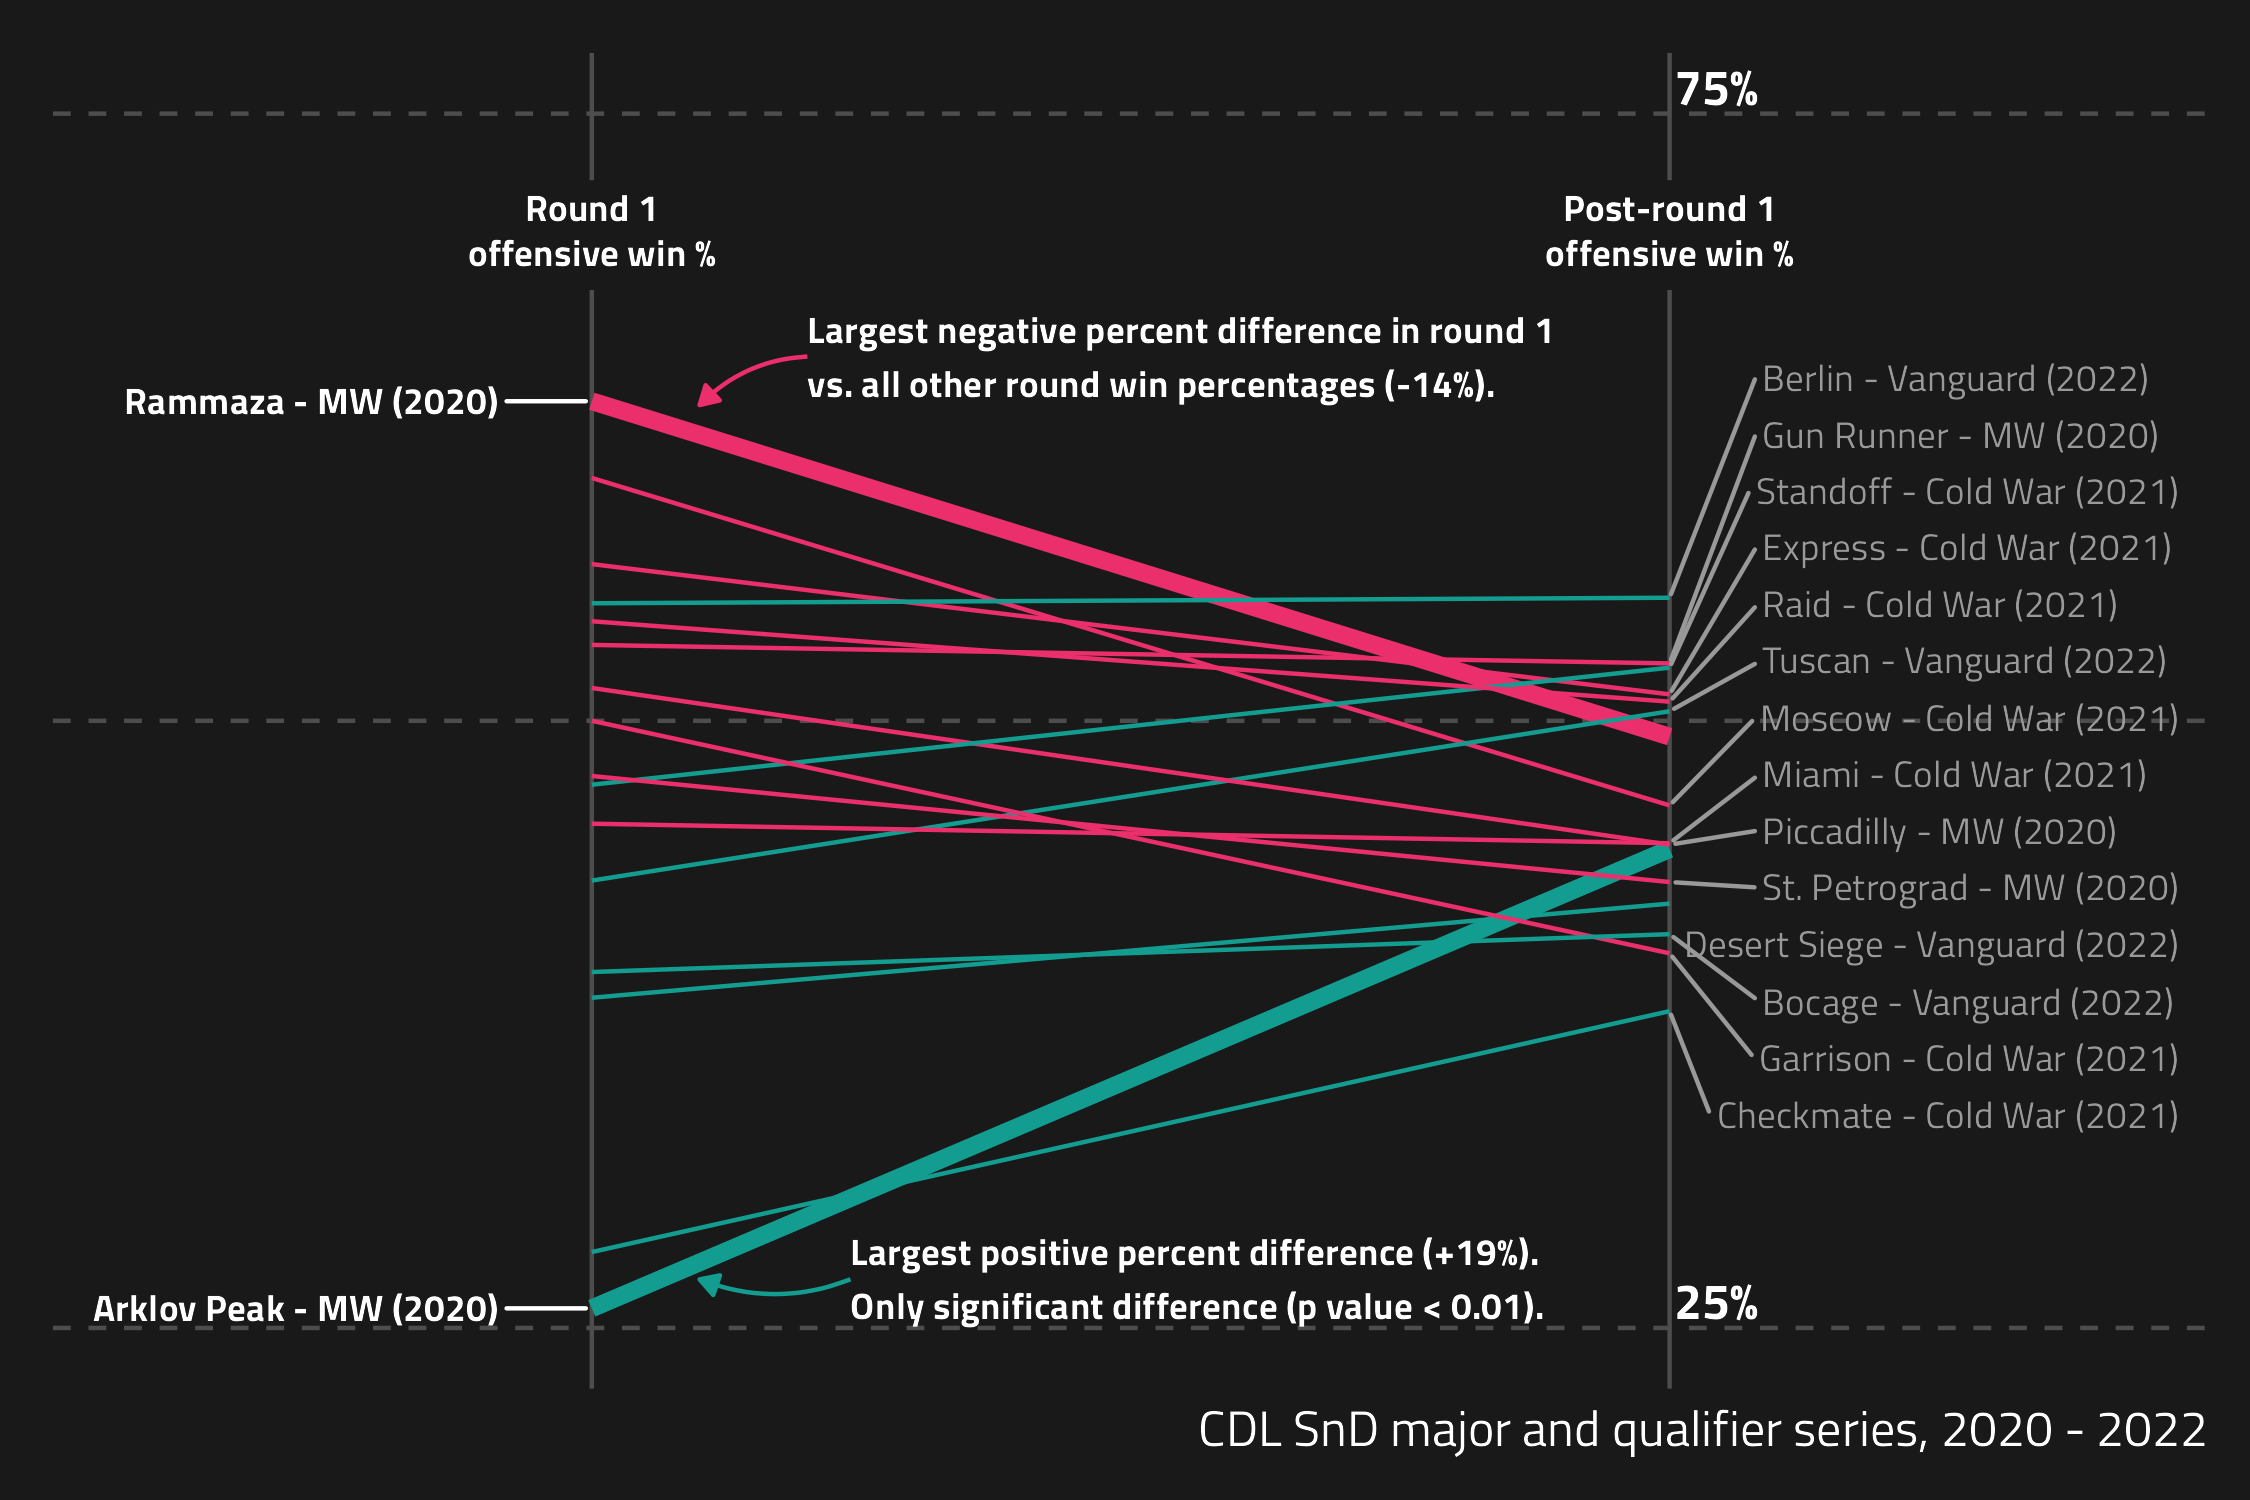 75%
Round 1
offensive win %
Post-round 1
offensive win %
Largest negative percent difference in round 1
vs. all other round win percentages (-14%).
Rammaza - MW (2020)
Berlin - Vanguard (2022)
Gun Runner - MW (2020)
Standoff - Cold War (2021)
Express - Cold War (2021)
Raid - Cold War (2021)
Tuscan - Vanguard (2022)
Moscow - Cold War (2021)
Miami - Cold War (2021)
Piccadilly - MW (2020)
St. Petrograd - MW (2020)
Desert Siege - Vanguard (2022)
Bocage - Vanguard (2022)
Garrison - Cold War (2021)
Checkmate - Cold War (2021)
Largest positive percent difference (+19%).
Only significant difference (p value < 0.01).
Arklov Peak - MW (2020)
25%
CDL SnD major and qualifier series, 2020 - 2022